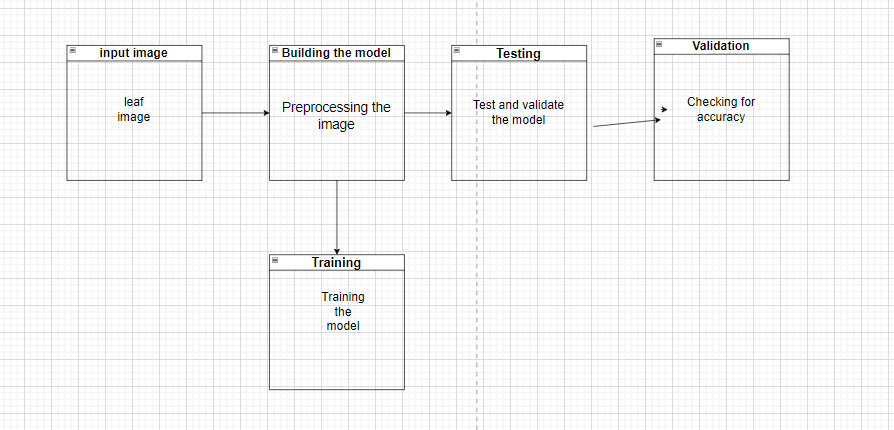 input image
leaf
image
Building the model
Preprocessing the
image
Testing
Test and validate
the model
Validation
Checking for
accuracy
Training
Training
the
model